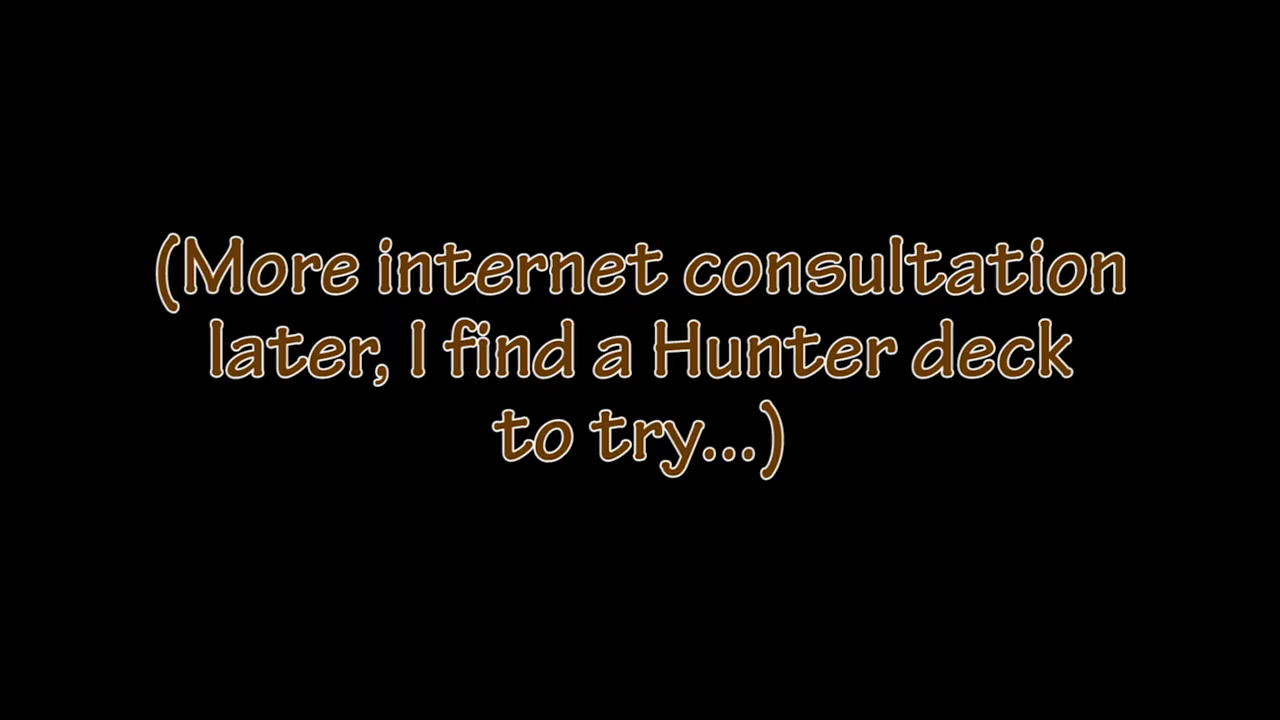 (More internet consultation
later, I find a Hunter deck
to try...)